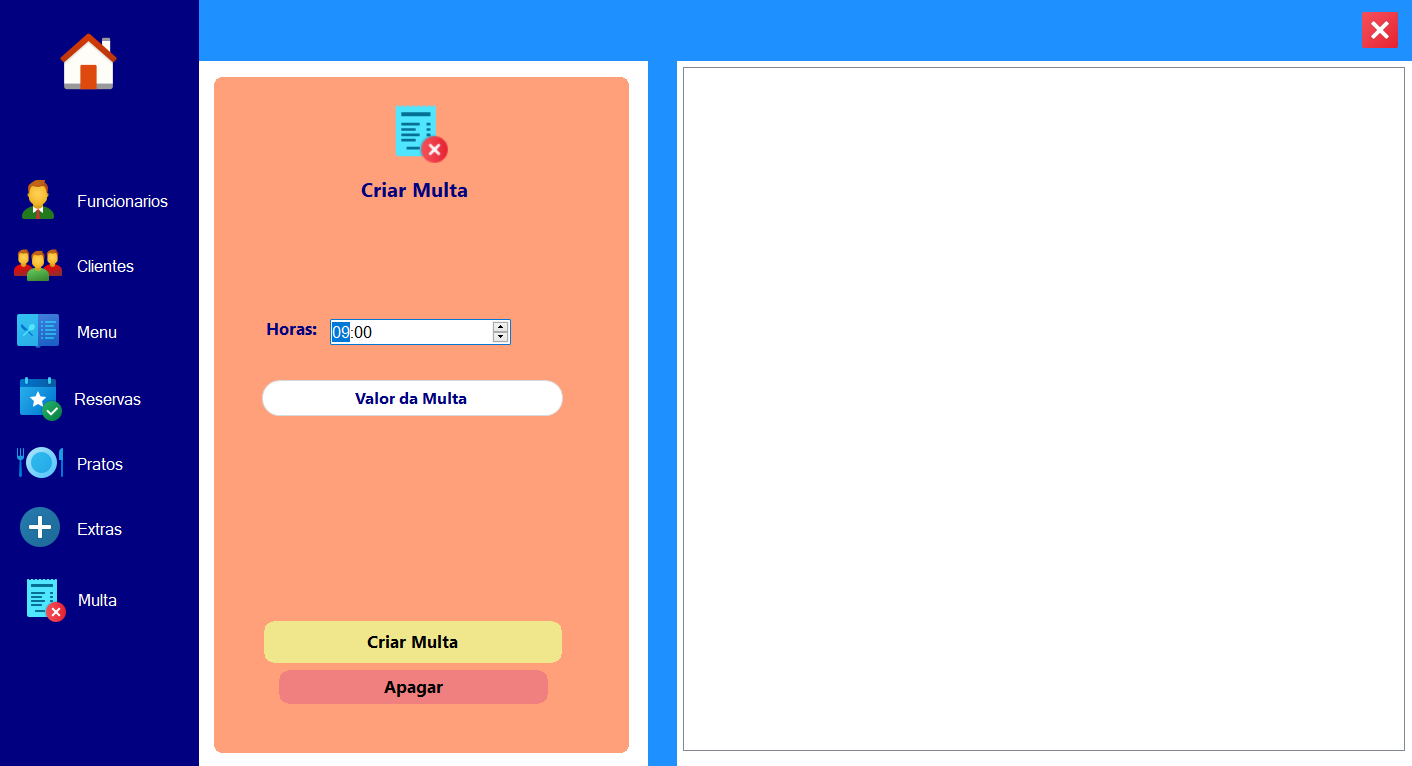 Funcionarios
Clientes
Menu
Reservas
Pratos
Extras
Multa
Criar Multa
Horas: 09:00
Valor da Multa
Criar Multa
Apagar